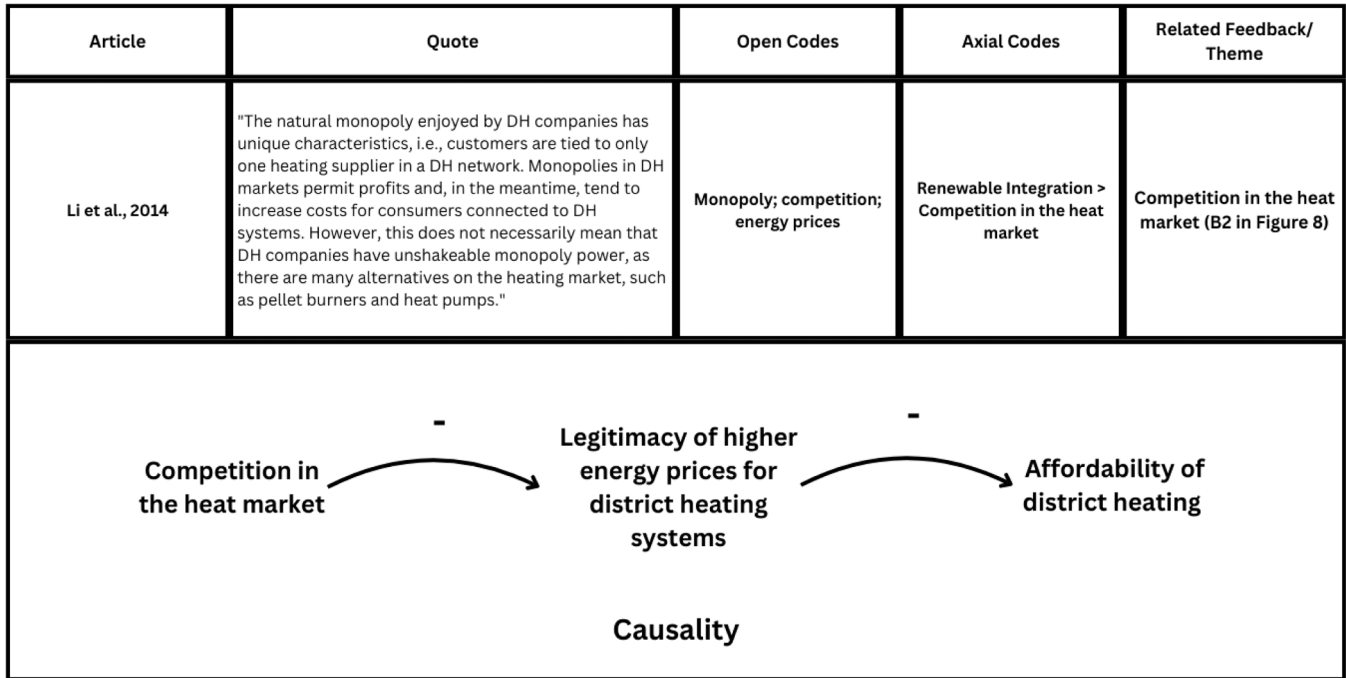 Article
Quote
Open Codes
Axial Codes
Related Feedback/
Theme
Li et al., 2014
"The natural monopoly enjoyed by DH companies has
unique characteristics, i.e., customers are tied to only
one heating supplier in a DH network. Monopolies in DH
markets permit profits and, in the meantime, tend to
increase costs for consumers connected to DH
systems. However, this does not necessarily mean that
DH companies have unshakeable monopoly power, as
there are many alternatives on the heating market, such
as pellet burners and heat pumps."
Monopoly; competition;
energy prices
Renewable Integration >
Competition in the heat
market
Competition in the heat
market (B2 in Figure 8)
Competition in
the heat market
-
Legitimacy of higher
energy prices for
district heating
systems
-
Affordability of
district heating
Causality